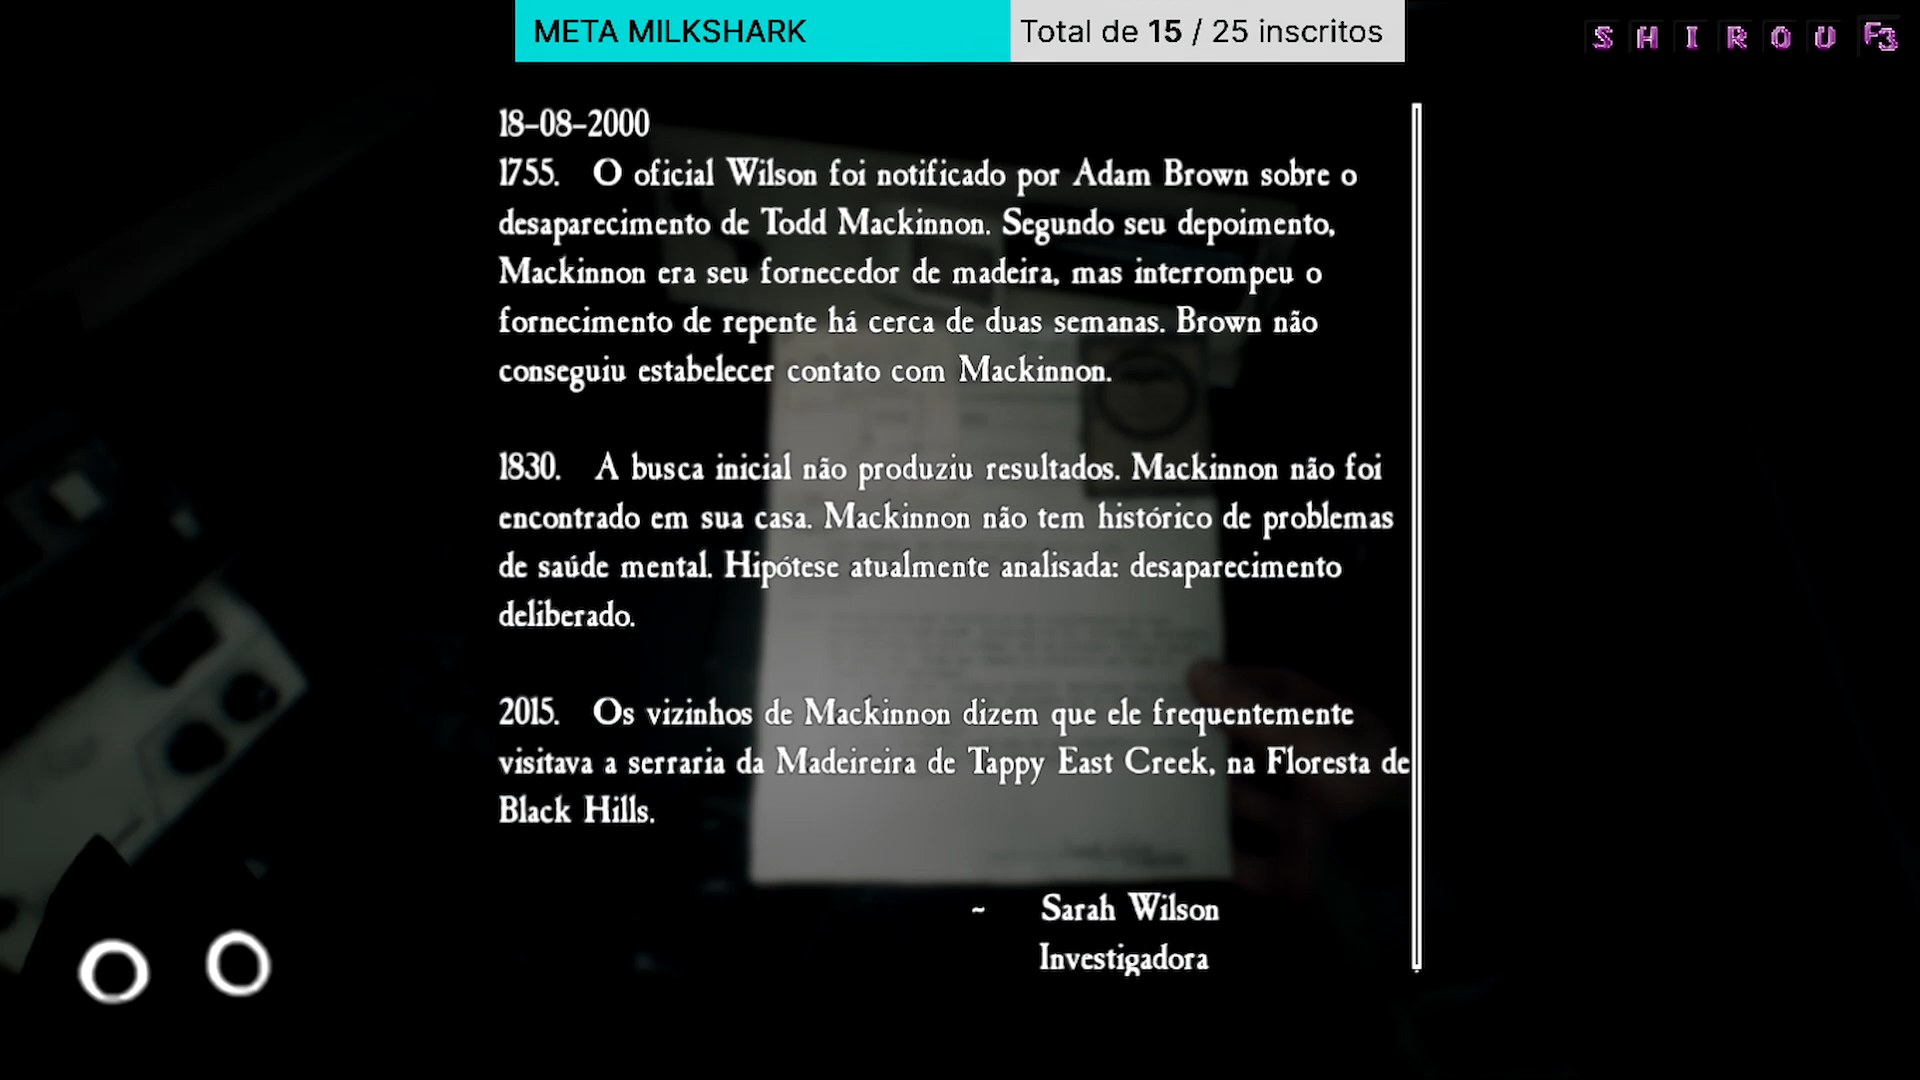 META MILKSHARK
Total de 15 / 25 inscritos
SHIROU F3
18-08-2000
1755. O oficial Wilson foi notificado por Adam Brown sobre o
desaparecimento de Todd Mackinnon. Segundo seu depoimento,
Mackinnon era seu fornecedor de madeira, mas interrompeu o
fornecimento de repente há cerca de duas semanas. Brown não
conseguiu estabelecer contato com Mackinnon.
1830. A busca inicial não produziu resultados. Mackinnon não foi
encontrado em sua casa. Mackinnon não tem histórico de problemas
de saúde mental. Hipótese atualmente analisada: desaparecimento
deliberado.
2015. Os vizinhos de Mackinnon dizem que ele frequentemente
visitava a serraria da Madeireira de Tappy East Creek, na Floresta de
Black Hills.
~ Sarah Wilson
Investigadora